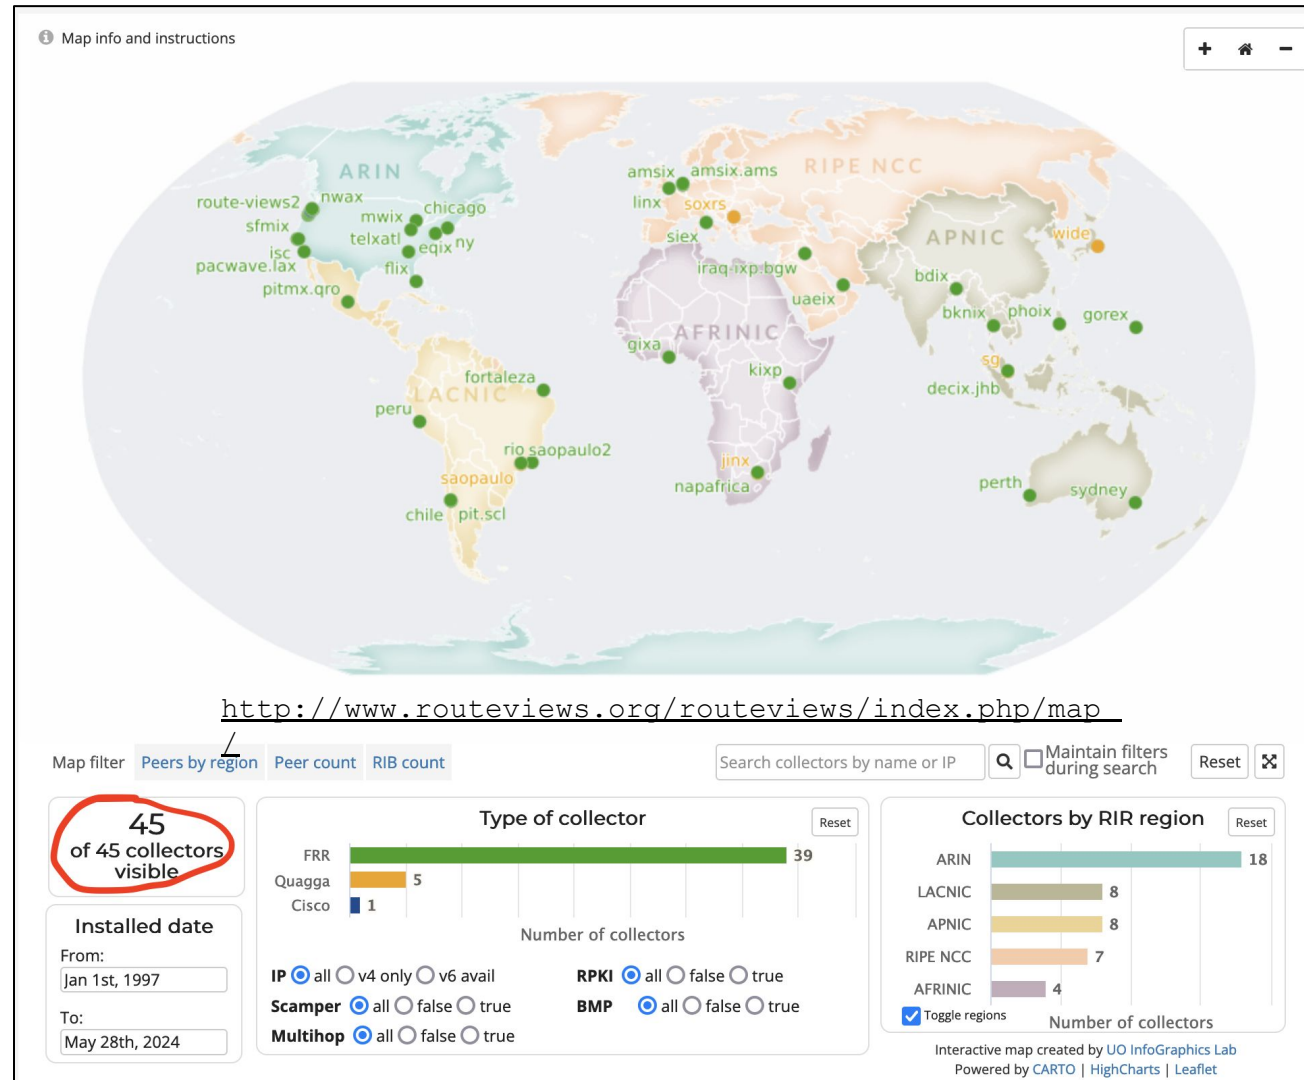 Map info and instructions
ARIN
RIPE NCC
amsix
amsix.ams
route-views2
nwax
linx
soxrs
mwix
chicago
sfmix
telxatl
eqix
ny
siex
APNIC
wide
isc
pacwave.lax
flix
iraq-ixp.bgw
bdix
pitmx.qro
uaeix
bknix
phoix
gorex
AFRINIC
gixa
sg
kixp
fortaleza
LACNIC
decix.jhb
peru
rio
saopaulo2
jinx
saopaulo
napafrica
perth
sydney
chile
pit.scl
http://www.routeviews.org/routeviews/index.php/map
/
Map filter Peers by region Peer count RIB count
Search collectors by name or IP
Maintain filters
during search
Reset
45
of 45 collectors
visible
Installed date
From:
Jan 1st, 1997
To:
May 28th, 2024
Type of collector
Reset
FRR 39
Quagga 5
Cisco 1
Number of collectors
IP all v4 only v6 avail
RPKI all false true
Scamper all false true
BMP all false true
Multihop all false true
Collectors by RIR region
Reset
ARIN 18
LACNIC 8
APNIC 8
RIPE NCC 7
AFRINIC 4
Toggle regions
Number of collectors
Interactive map created by UO InfoGraphics Lab
Powered by CARTO | HighCharts | Leaflet